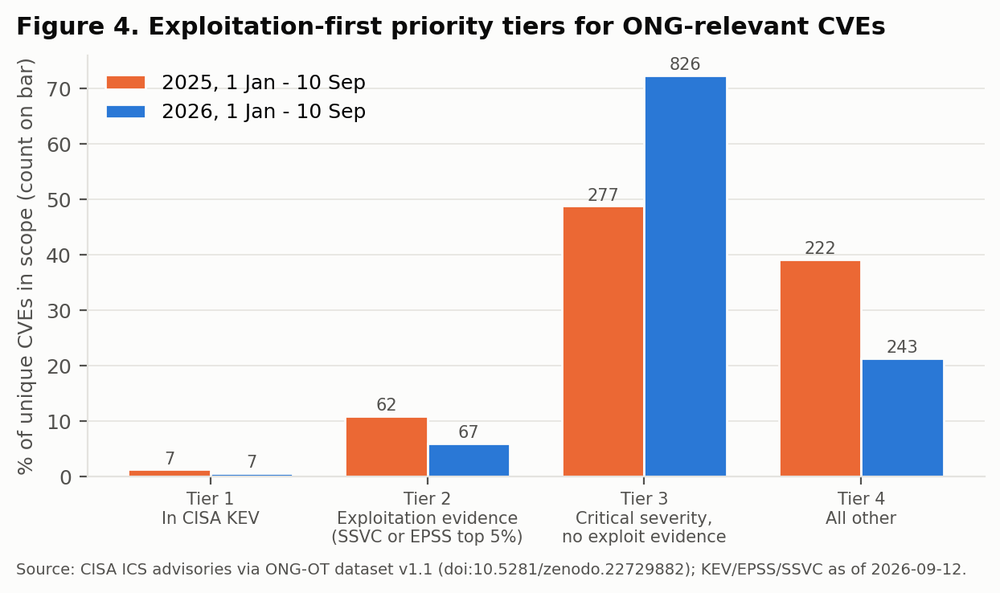 Figure 4. Exploitation-first priority tiers for ONG-relevant CVEs
% of unique CVEs in scope (count on bar)
2025, 1 Jan - 10 Sep
2026, 1 Jan - 10 Sep
70
60
50
40
30
20
10
0
7
7
62
67
277
826
222
243
Tier 1
In CISA KEV
Tier 2
Exploitation evidence
(SSVC or EPSS top 5%)
Tier 3
Critical severity,
no exploit evidence
Tier 4
All other
Source: CISA ICS advisories via ONG-OT dataset v1.1 (doi:10.5281/zenodo.22729882); KEV/EPSS/SSVC as of 2026-09-12.